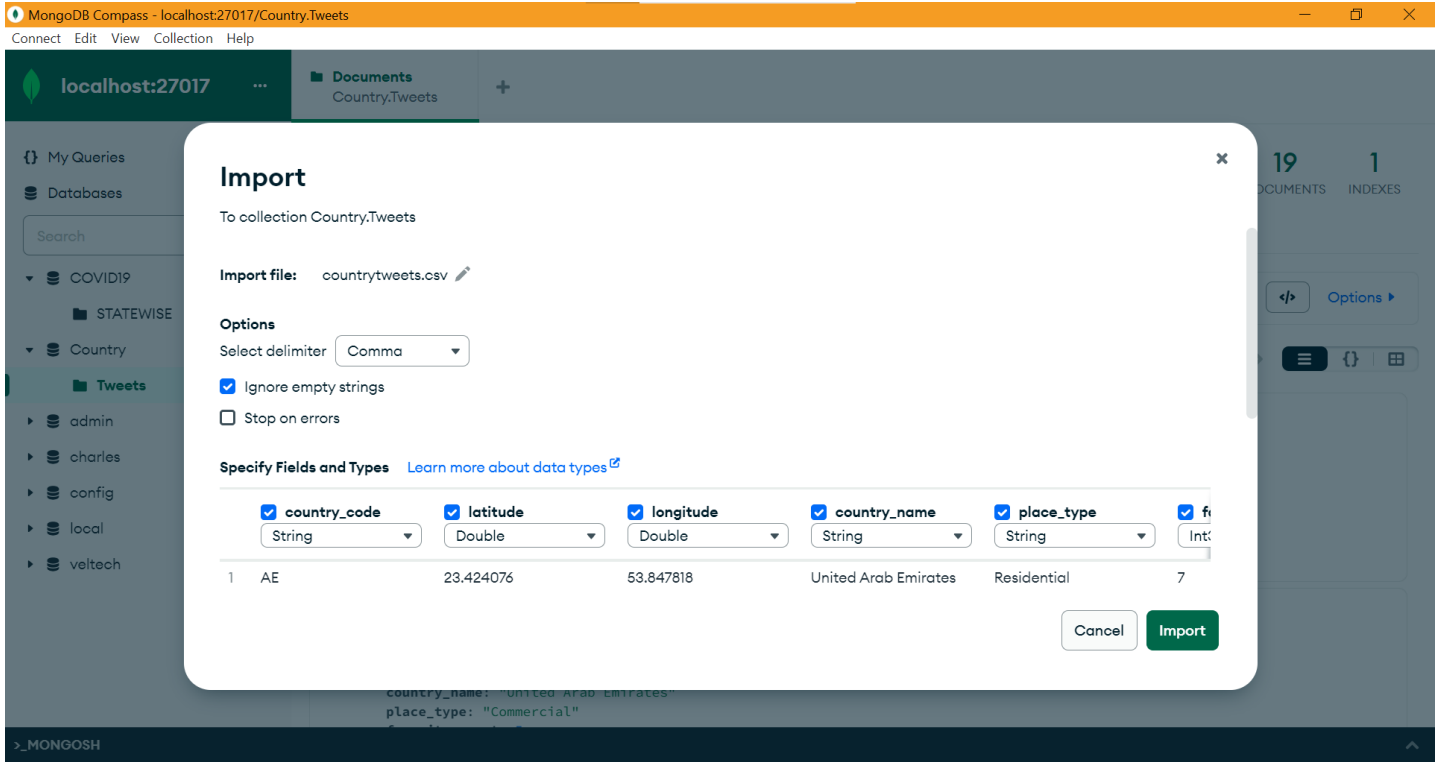 MongoDB Compass - localhost:27017/Country.Tweets
Connect Edit View Collection Help
localhost:27017 ...
Documents
Country.Tweets
{} My Queries
Databases
Search
COVID19
STATEWISE
Country
Tweets
admin
charles
config
local
veltech
19
1
OCUMENTS
INDEXES
</>
Options
{}
Import
To collection Country.Tweets
Import file: countrytweets.csv
Options
Select delimiter Comma
Ignore empty strings
Stop on errors
Specify Fields and Types Learn more about data types
country_code latitude longitude country_name place_type f
String Double Double String String Int3
1 AE 23.424076 53.847818 United Arab Emirates Residential 7
Cancel Import
country_name: "United Arab Emirates"
place_type: "Commercial"
>_MONGOSH